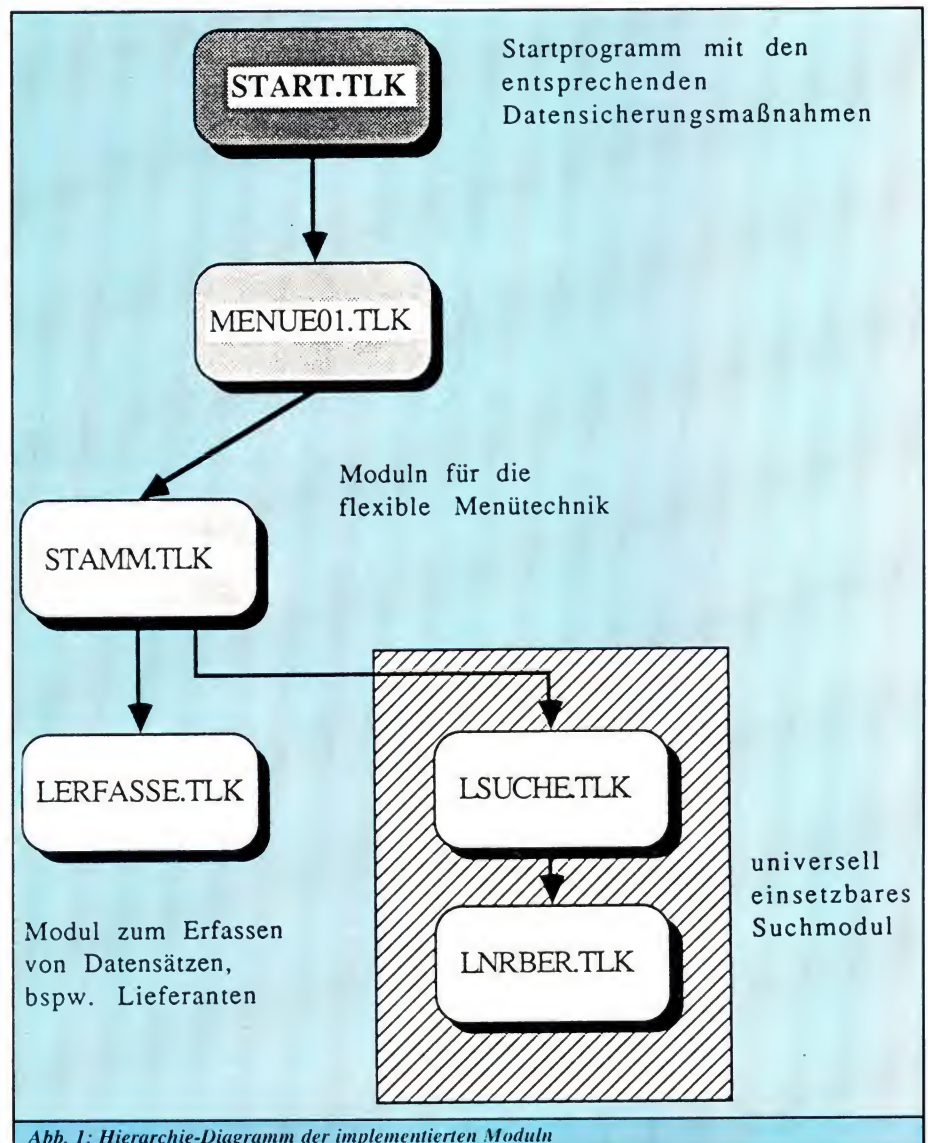 START.TLK
Startprogramm mit den
entsprechenden
Datensicherungsmaßnahmen
MENUE01.TLK
Moduln für die
flexible Menütechnik
STAMM.TLK
LERFASSE.TLK
LSUCHE.TLK
LNRBER.TLK
universell
einsetzbares
Suchmodul
Modul zum Erfassen
von Datensätzen,
bspw. Lieferanten
Abb. 1: Hierarchie-Diagramm der implementierten Moduln